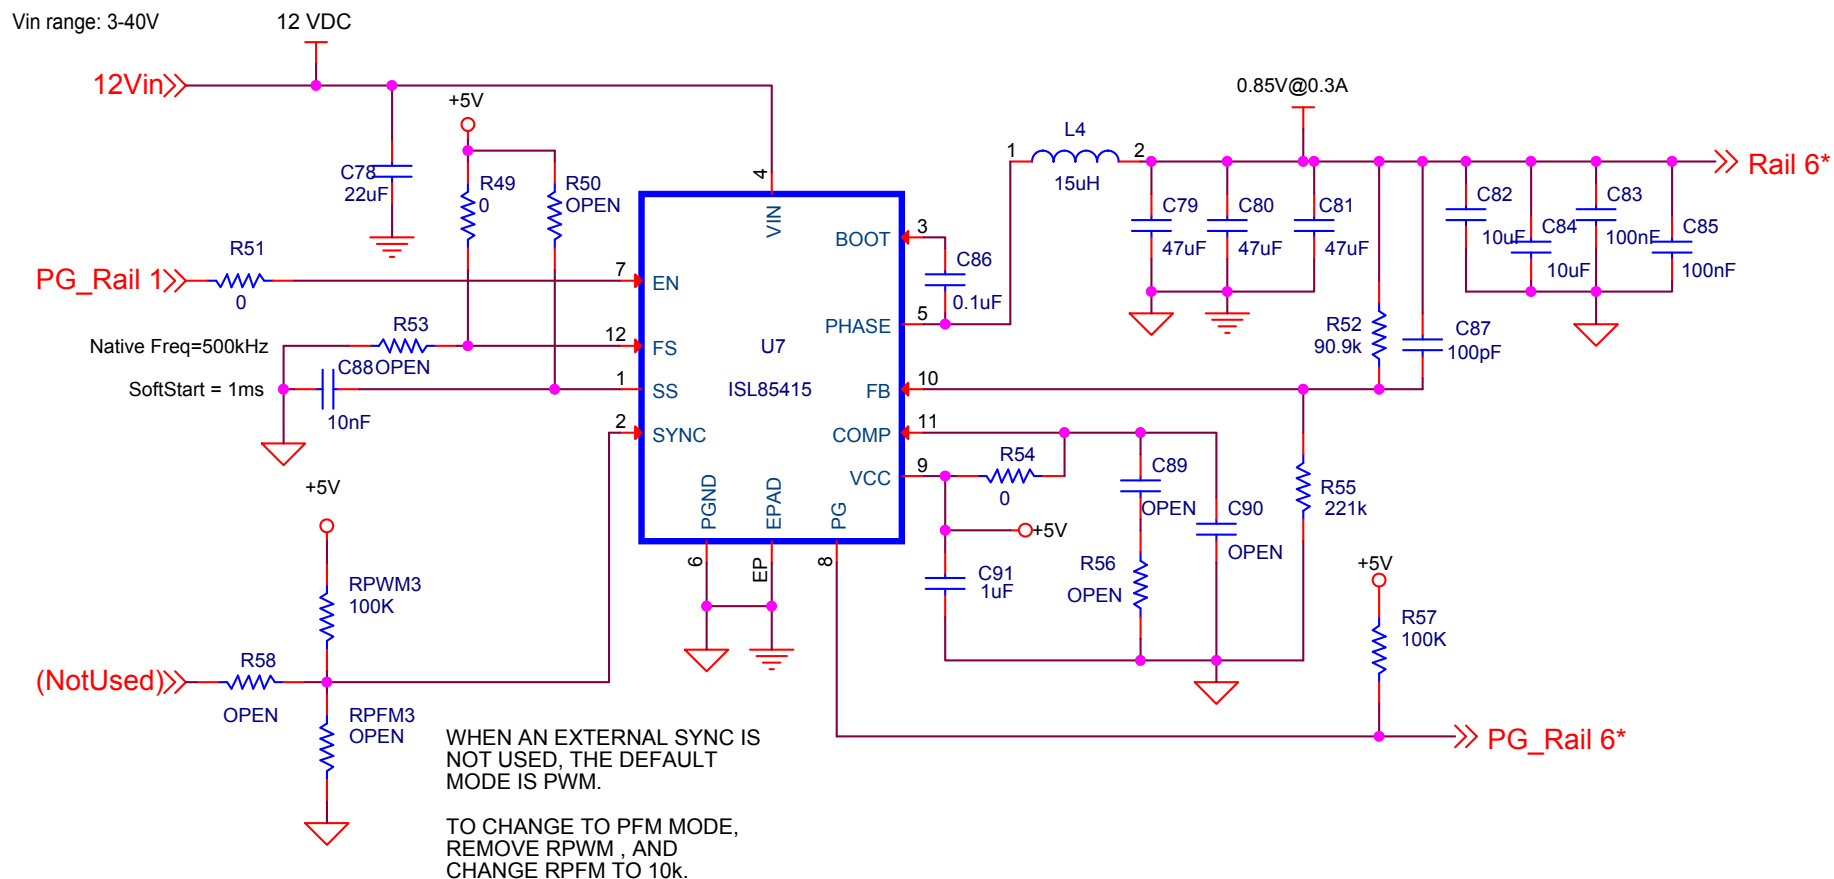 Vin range: 3-40V
12 VDC
12Vin
+5V
0.85V@0.3A
L4
1
2
15uH
Rail 6*
C78
22uF
R49
0
R50
OPEN
4
VIN
C79
47uF
C80
47uF
C81
47uF
C82
10uF
C84
10uF
C83
100nF
C85
100nF
BOOT
3
C86
0.1uF
R51
0
PG_Rail 1
7
EN
PHASE
5
R53
OPEN
Native Freq=500kHz
12
FS
U7
R52
90.9k
C87
100pF
C88
10nF
SoftStart = 1ms
1
SS
ISL85415
FB
10
2
SYNC
COMP
11
VCC
9
R54
0
C89
OPEN
C90
OPEN
R55
221k
+5V
PGND
EPAD
PG
6
EP
8
+5V
C91
1uF
R56
OPEN
+5V
RPWM3
100K
R57
100K
(NotUsed)
R58
OPEN
RPFM3
OPEN
PG_Rail 6*
WHEN AN EXTERNAL SYNC IS
NOT USED, THE DEFAULT
MODE IS PWM.
TO CHANGE TO PFM MODE,
REMOVE RPWM , AND
CHANGE RPFM TO 10k.